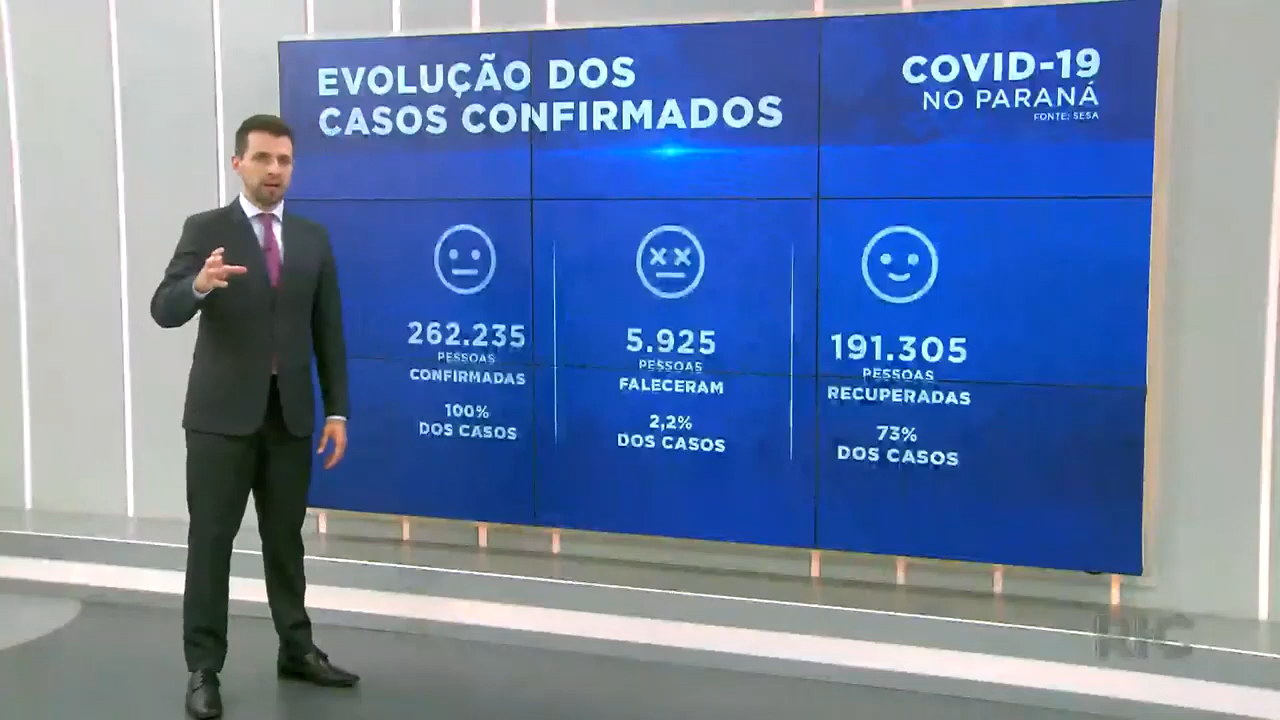 EVOLUÇÃO DOS
CASOS CONFIRMADOS
COVID-19
NO PARANÁ
FONTE: SESA
262.235
PESSOAS
CONFIRMADAS
100%
DOS CASOS
5.925
PESSOAS
FALECERAM
2,2%
DOS CASOS
191.305
PESSOAS
RECUPERADAS
73%
DOS CASOS
RIC